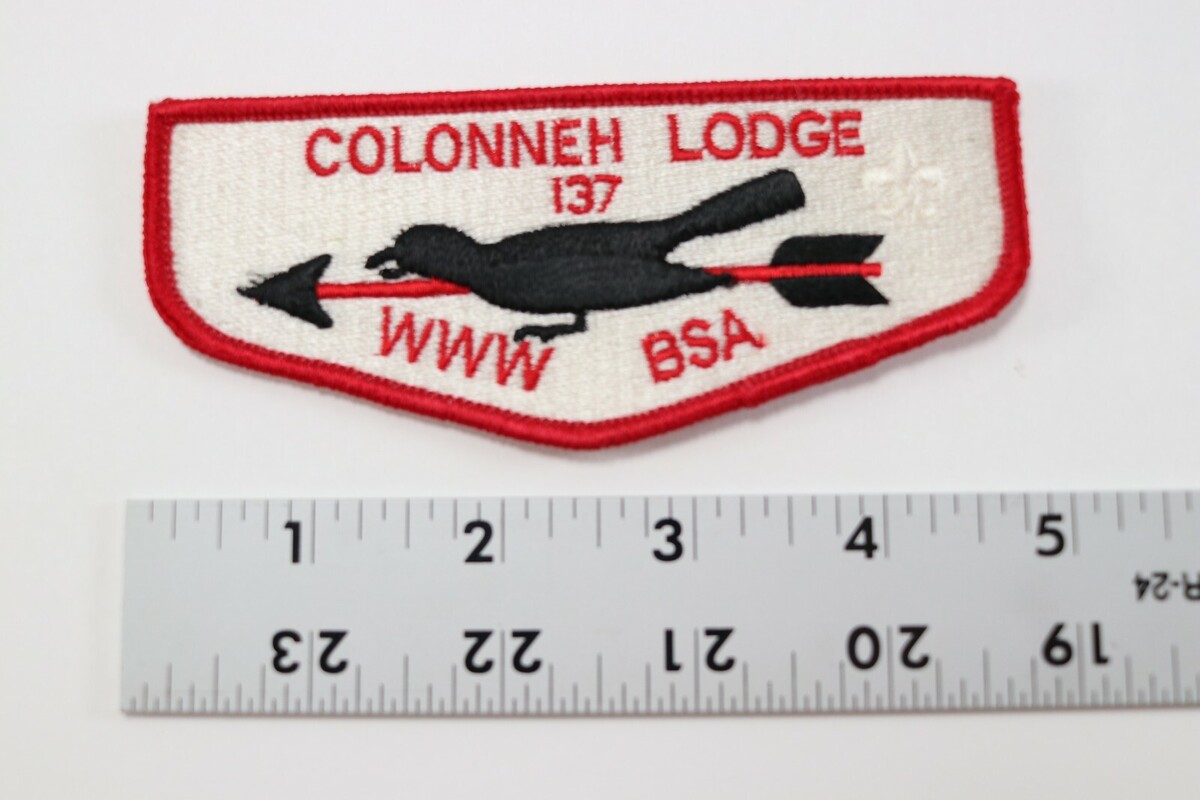 COLONNEH LODGE
137
WWW BSA
1 2 3 4 5
R-24
23 22 21 20 19